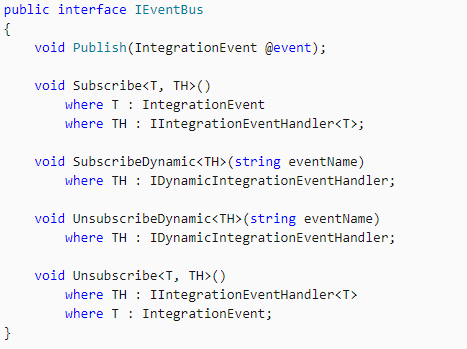 public interface IEventBus
{
    void Publish(IntegrationEvent @event);

    void Subscribe<T, TH>()
        where T : IntegrationEvent
        where TH : IIntegrationEventHandler<T>;

    void SubscribeDynamic<TH>(string eventName)
        where TH : IDynamicIntegrationEventHandler;

    void UnsubscribeDynamic<TH>(string eventName)
        where TH : IDynamicIntegrationEventHandler;

    void Unsubscribe<T, TH>()
        where TH : IIntegrationEventHandler<T>
        where T : IntegrationEvent;
}